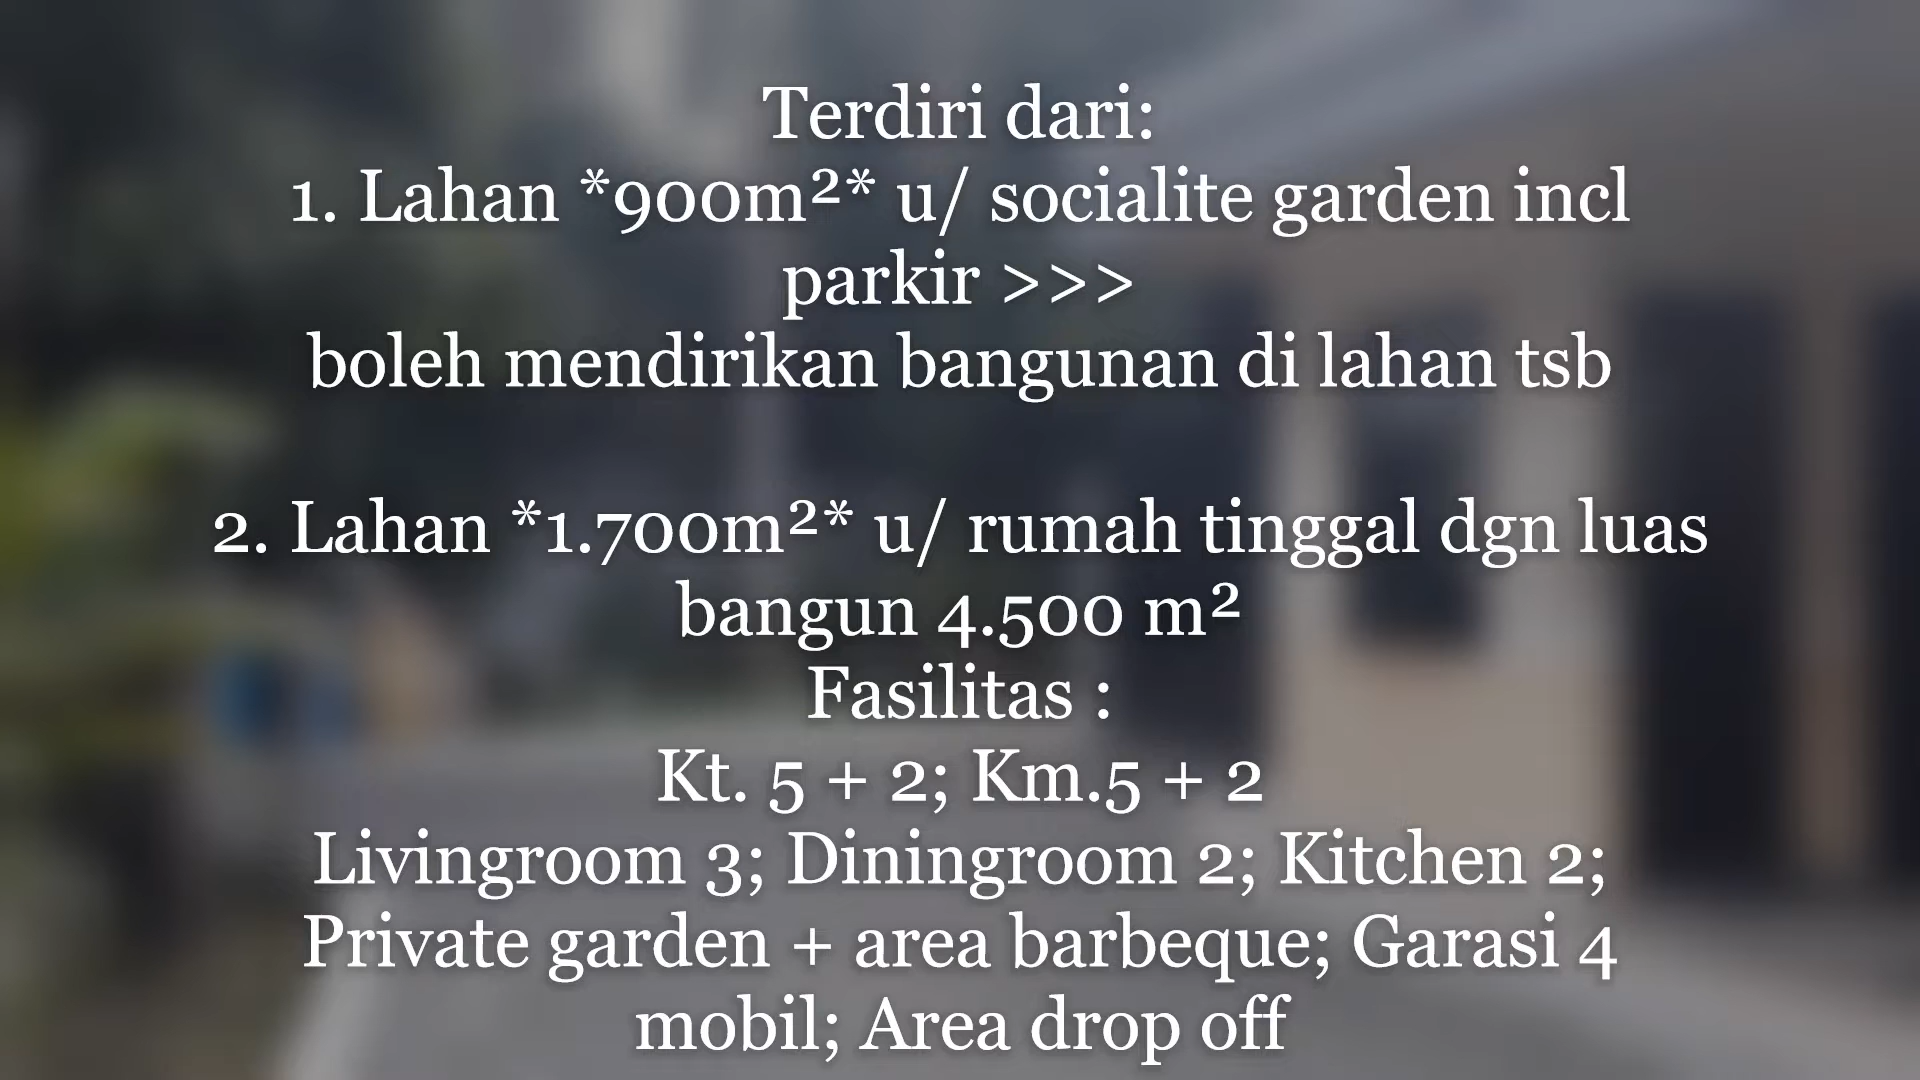 Terdiri dari:
1. Lahan *900m²* u/ socialite garden incl
parkir >>>
boleh mendirikan bangunan di lahan tsb
2. Lahan *1.700m²* u/ rumah tinggal dgn luas
bangun 4.500 m²
Fasilitas :
Kt. 5 + 2; Km.5 + 2
Livingroom 3; Diningroom 2; Kitchen 2;
Private garden + area barbeque; Garasi 4
mobil; Area drop off